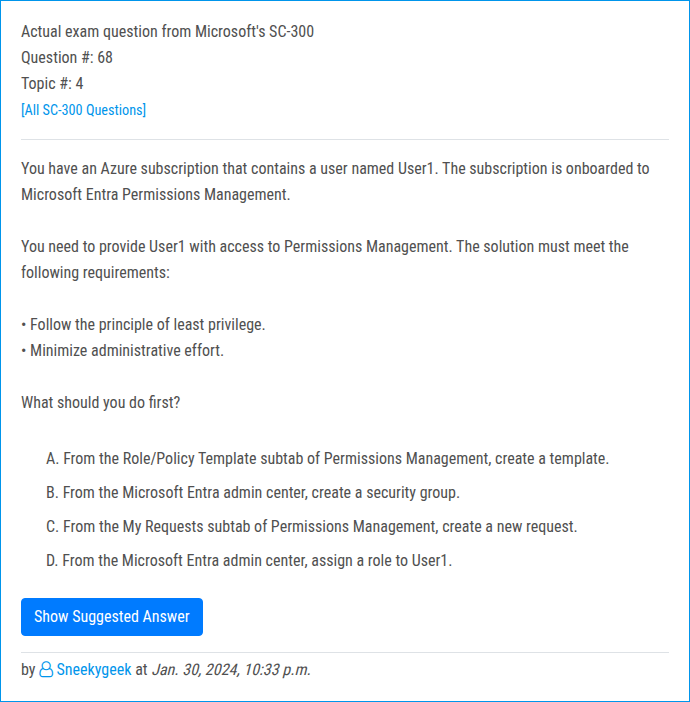 Actual exam question from Microsoft's SC-300
Question #: 68
Topic #: 4
[All SC-300 Questions]
You have an Azure subscription that contains a user named User1. The subscription is onboarded to
Microsoft Entra Permissions Management.
You need to provide User1 with access to Permissions Management. The solution must meet the
following requirements:
• Follow the principle of least privilege.
• Minimize administrative effort.
What should you do first?
A. From the Role/Policy Template subtab of Permissions Management, create a template.
B. From the Microsoft Entra admin center, create a security group.
C. From the My Requests subtab of Permissions Management, create a new request.
D. From the Microsoft Entra admin center, assign a role to User1.
Show Suggested Answer
by Sneekygeek at Jan. 30, 2024, 10:33 p.m.